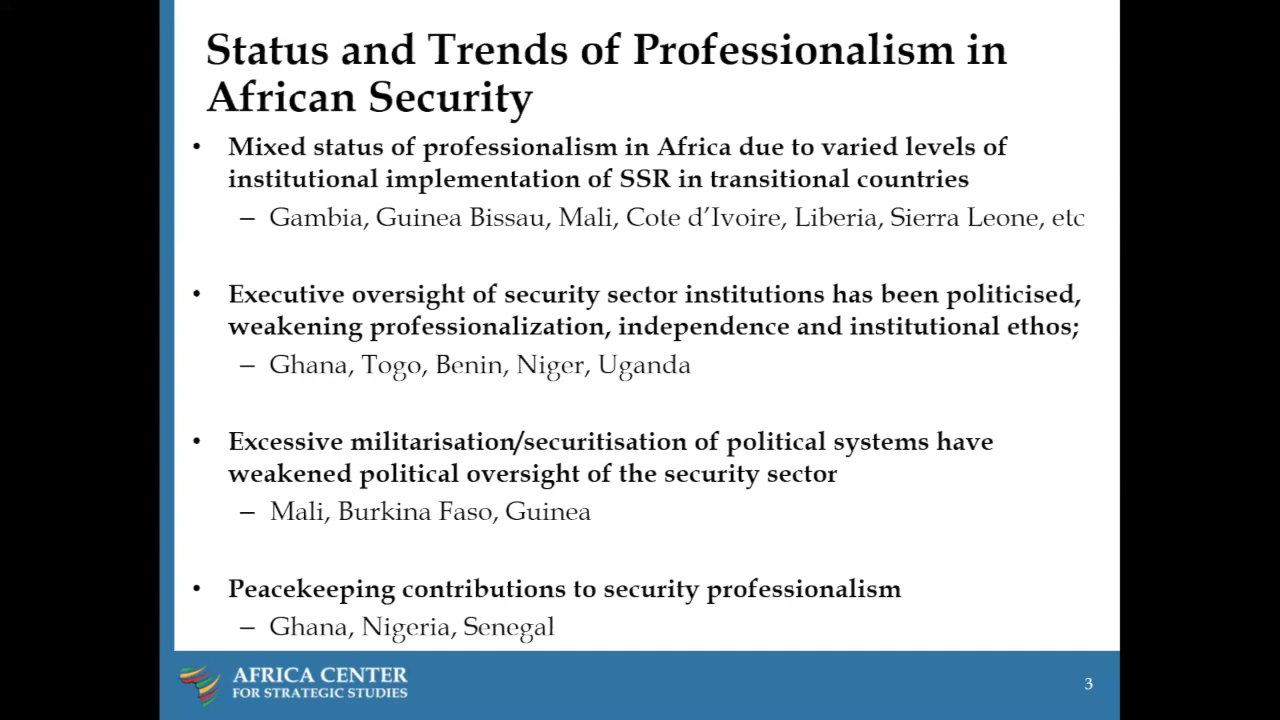 Status and Trends of Professionalism in
African Security
• Mixed status of professionalism in Africa due to varied levels of
institutional implementation of SSR in transitional countries
– Gambia, Guinea Bissau, Mali, Cote d’Ivoire, Liberia, Sierra Leone, etc
• Executive oversight of security sector institutions has been politicised,
weakening professionalization, independence and institutional ethos;
– Ghana, Togo, Benin, Niger, Uganda
• Excessive militarisation/securitisation of political systems have
weakened political oversight of the security sector
– Mali, Burkina Faso, Guinea
• Peacekeeping contributions to security professionalism
– Ghana, Nigeria, Senegal
AFRICA CENTER
FOR STRATEGIC STUDIES
3